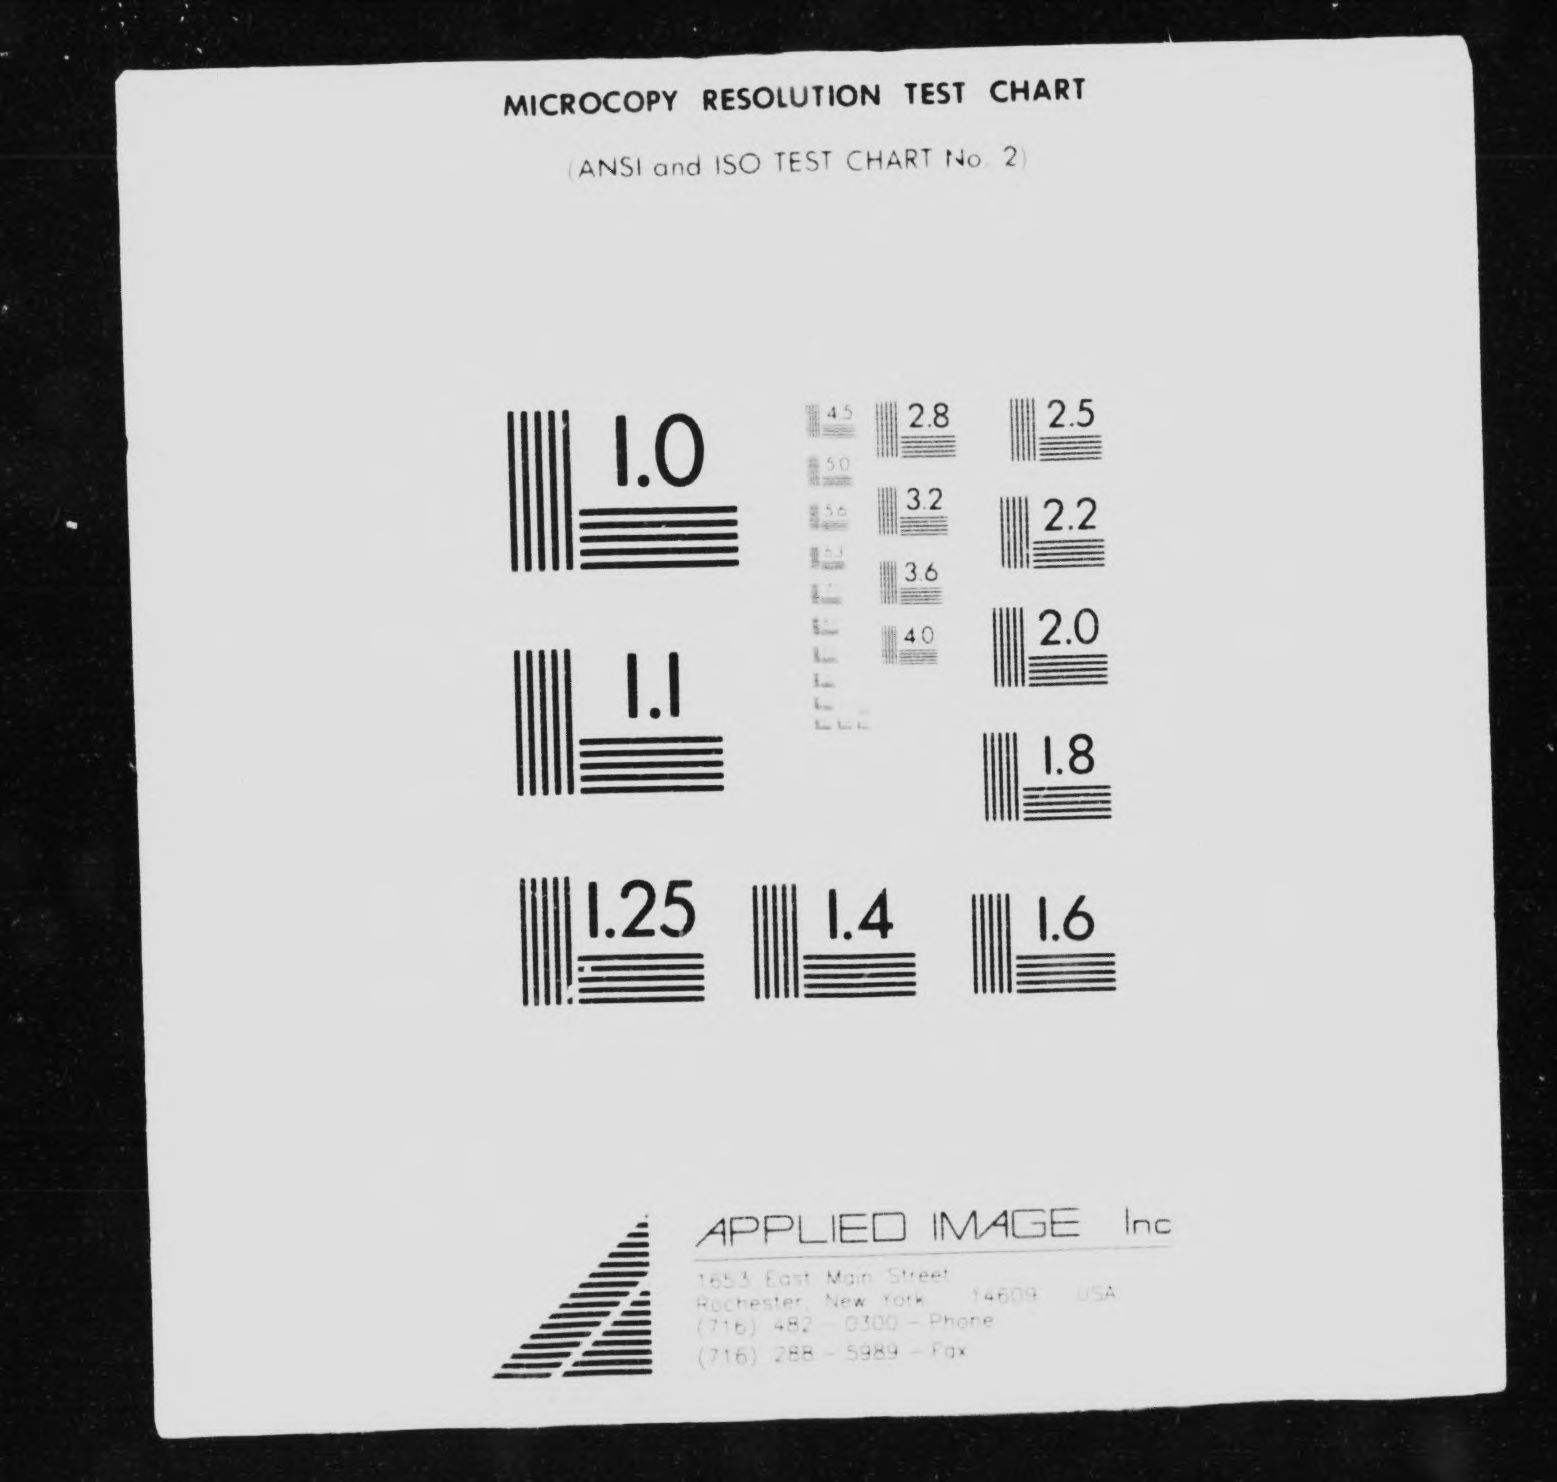 MICROCOPY RESOLUTION TEST CHART
(ANSI and ISO TEST CHART No. 2)
1.0
1.1
1.25
1.4
1.6
1.8
2.0
2.2
2.5
2.8
3.2
3.6
4.0
4.5
5.0
5.6
6.3
APPLIED IMAGE Inc
1653 East Main Street
Rochester, New York 14609 USA
(716) 482 - 0300 - Phone
(716) 288 - 5989 - Fax